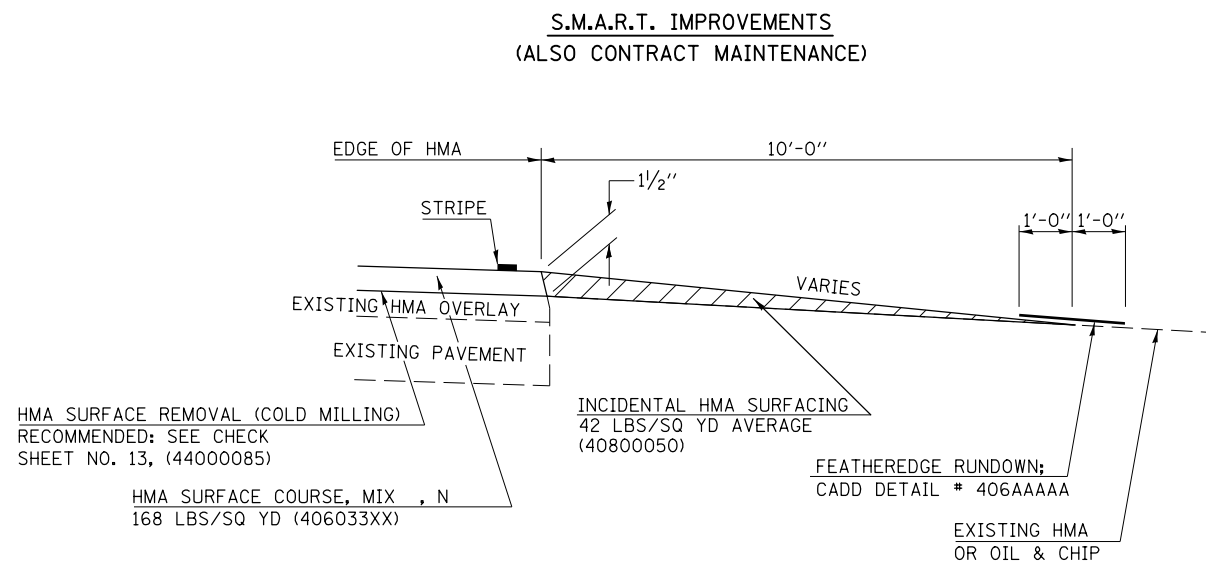 S.M.A.R.T. IMPROVEMENTS
(ALSO CONTRACT MAINTENANCE)
EDGE OF HMA
10'-0"
1 1/2"
STRIPE
1'-0"
1'-0"
VARIES
EXISTING HMA OVERLAY
EXISTING PAVEMENT
HMA SURFACE REMOVAL (COLD MILLING)
RECOMMENDED: SEE CHECK
SHEET NO. 13, (44000085)
INCIDENTAL HMA SURFACING
42 LBS/SQ YD AVERAGE
(40800050)
HMA SURFACE COURSE, MIX , N
168 LBS/SQ YD (406033XX)
FEATHEREDGE RUNDOWN;
CADD DETAIL # 406AAAAA
EXISTING HMA
OR OIL & CHIP